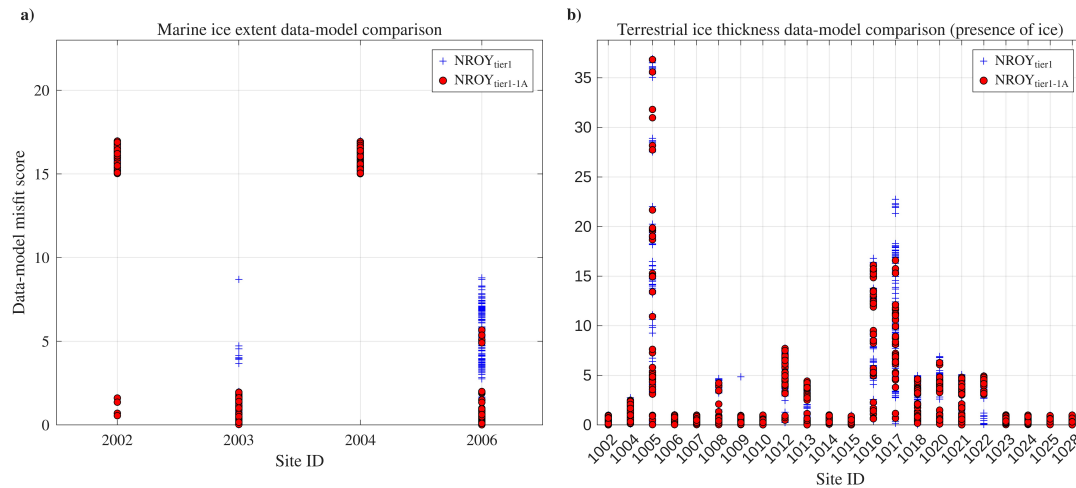 a)
Marine ice extent data-model comparison
NROYtier1
NROYtier1-1A
Data-model misfit score
20
15
10
5
0
2002 2003 2004 2006
Site ID
b)
Terrestrial ice thickness data-model comparison (presence of ice)
NROYtier1
NROYtier1-1A
35
30
25
20
15
10
5
0
1002 1004 1005 1006 1007 1008 1009 1010 1012 1013 1014 1015 1016 1017 1018 1020 1021 1022 1023 1024 1025 1028
Site ID